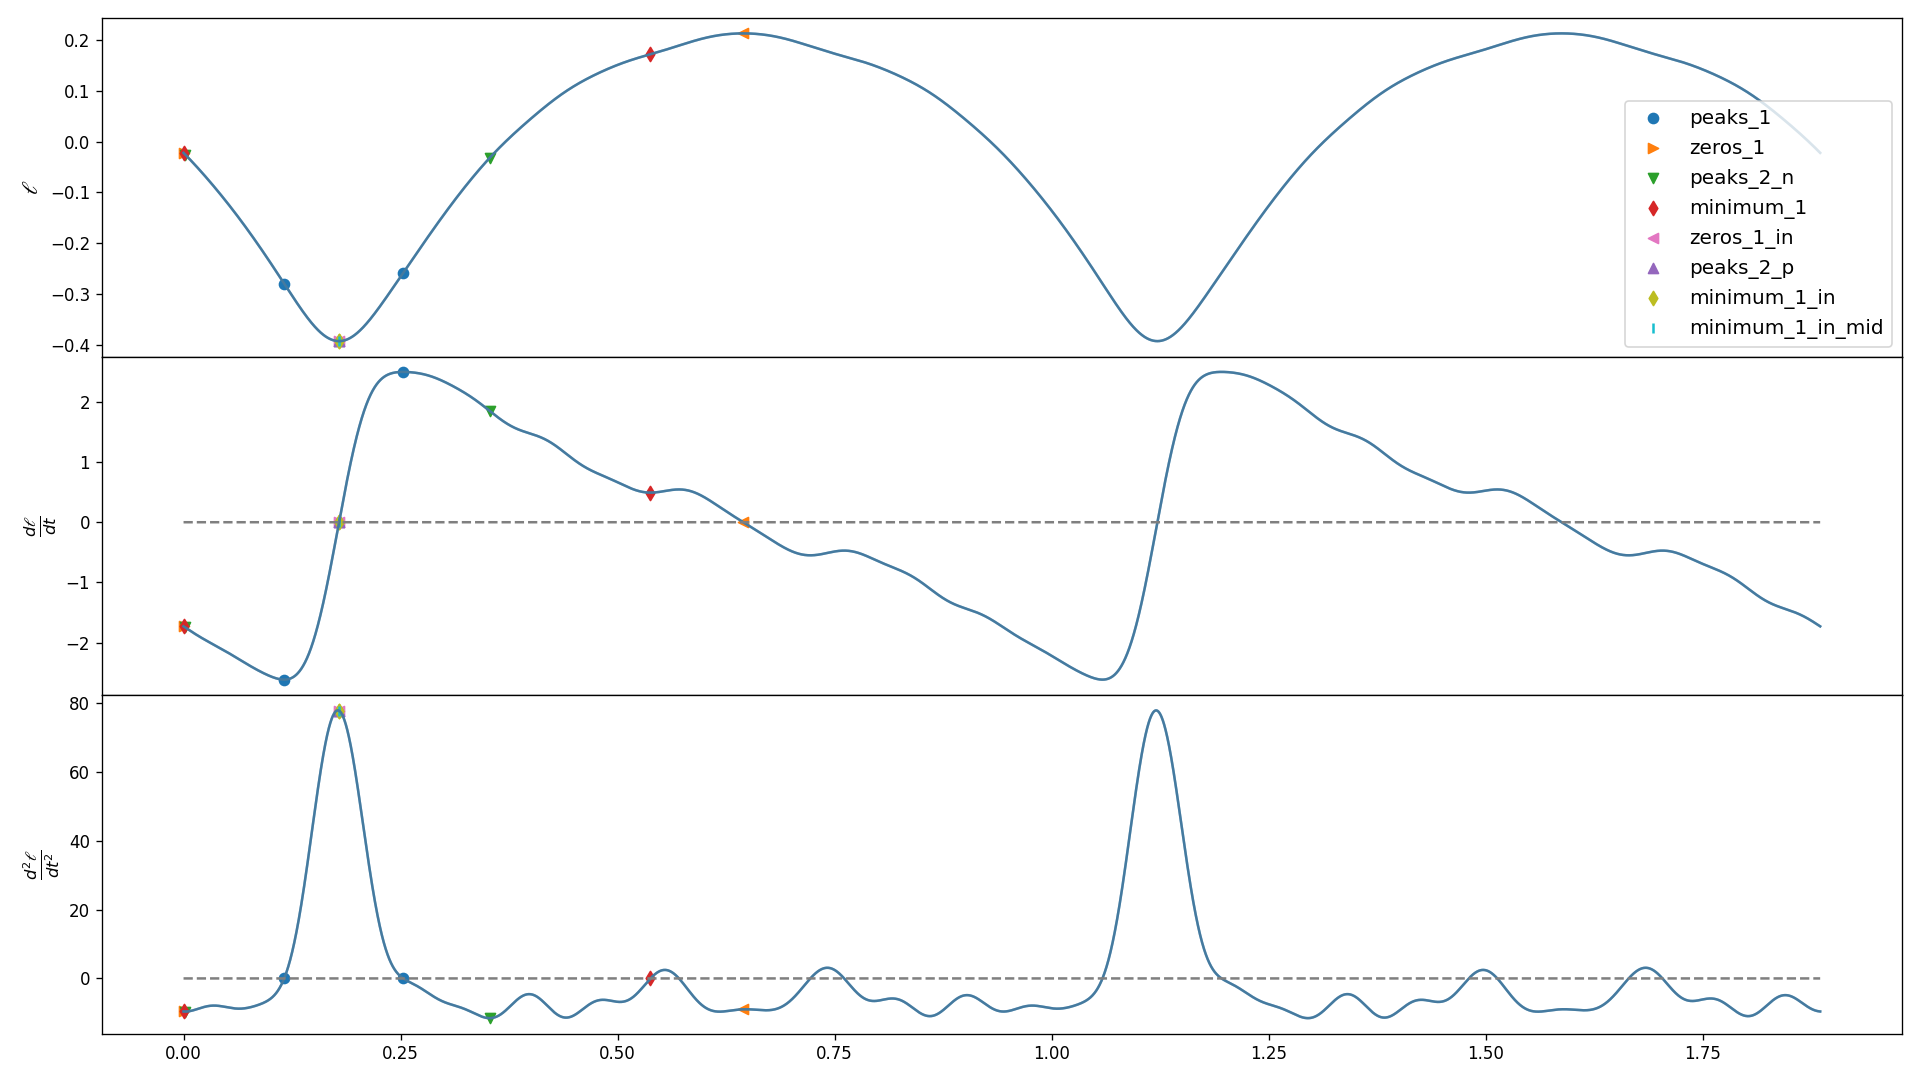 0.2
0.1
0.0
−0.1
−0.2
−0.3
−0.4
ℓ
peaks_1
zeros_1
peaks_2_n
minimum_1
zeros_1_in
peaks_2_p
minimum_1_in
minimum_1_in_mid
2
1
0
−1
−2
dℓ/dt
80
60
40
20
0
d²ℓ/dt²
0.00 0.25 0.50 0.75 1.00 1.25 1.50 1.75